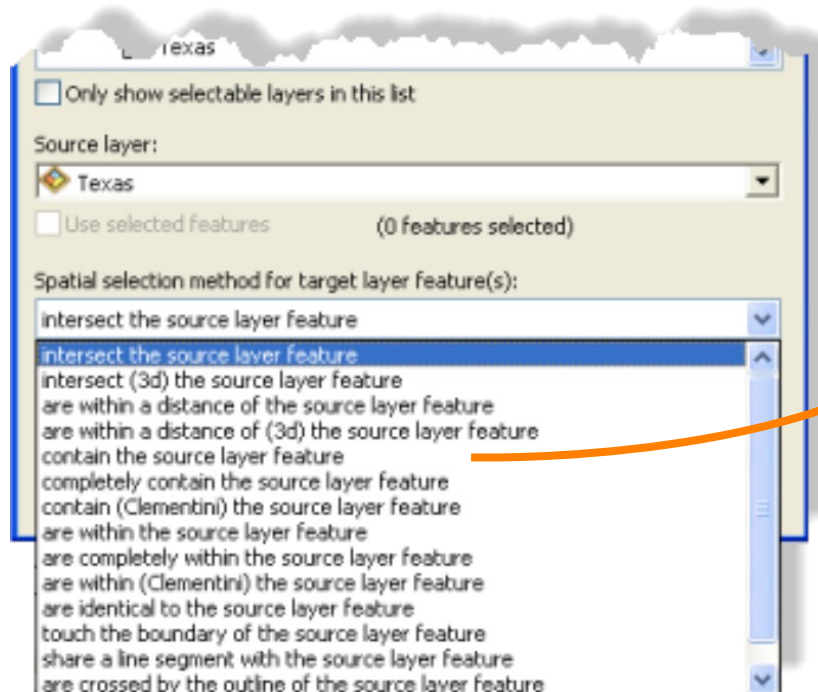 Texas
Only show selectable layers in this list
Source layer:
Texas
Use selected features (0 features selected)
Spatial selection method for target layer feature(s):
intersect the source layer feature
intersect the source layer feature
intersect (3d) the source layer feature
are within a distance of the source layer feature
are within a distance of (3d) the source layer feature
contain the source layer feature
completely contain the source layer feature
contain (Clementini) the source layer feature
are within the source layer feature
are completely within the source layer feature
are within (Clementini) the source layer feature
are identical to the source layer feature
touch the boundary of the source layer feature
share a line segment with the source layer feature
are crossed by the outline of the source layer feature